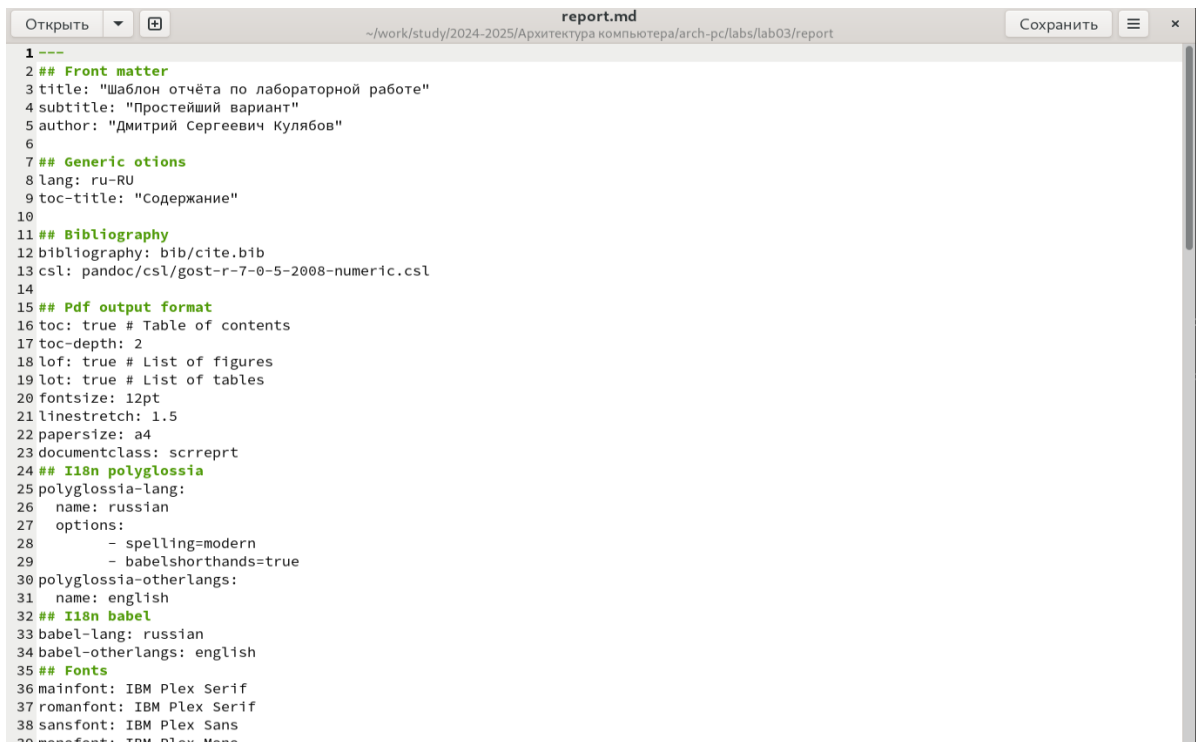 Открыть
report.md
~/work/study/2024-2025/Архитектура компьютера/arch-pc/labs/lab03/report
Сохранить
1 ---
2 ## Front matter
3 title: "Шаблон отчёта по лабораторной работе"
4 subtitle: "Простейший вариант"
5 author: "Дмитрий Сергеевич Кулябов"
6
7 ## Generic otions
8 lang: ru-RU
9 toc-title: "Содержание"
10
11 ## Bibliography
12 bibliography: bib/cite.bib
13 csl: pandoc/csl/gost-r-7-0-5-2008-numeric.csl
14
15 ## Pdf output format
16 toc: true # Table of contents
17 toc-depth: 2
18 lof: true # List of figures
19 lot: true # List of tables
20 fontsize: 12pt
21 linestretch: 1.5
22 papersize: a4
23 documentclass: scrreprt
24 ## I18n polyglossia
25 polyglossia-lang:
26   name: russian
27   options:
28         - spelling=modern
29         - babelshorthands=true
30 polyglossia-otherlangs:
31   name: english
32 ## I18n babel
33 babel-lang: russian
34 babel-otherlangs: english
35 ## Fonts
36 mainfont: IBM Plex Serif
37 romanfont: IBM Plex Serif
38 sansfont: IBM Plex Sans
39 monofont: IBM Plex Mono